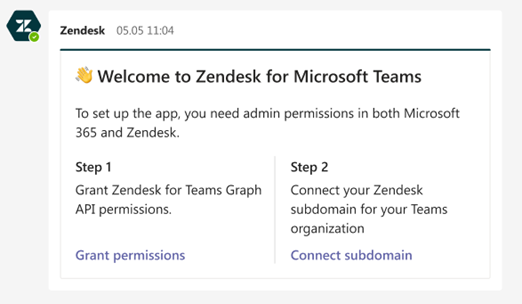 Zendesk 05.05 11:04
👋 Welcome to Zendesk for Microsoft Teams
To set up the app, you need admin permissions in both Microsoft
365 and Zendesk.
Step 1
Grant Zendesk for Teams Graph
API permissions.
Grant permissions
Step 2
Connect your Zendesk
subdomain for your Teams
organization
Connect subdomain